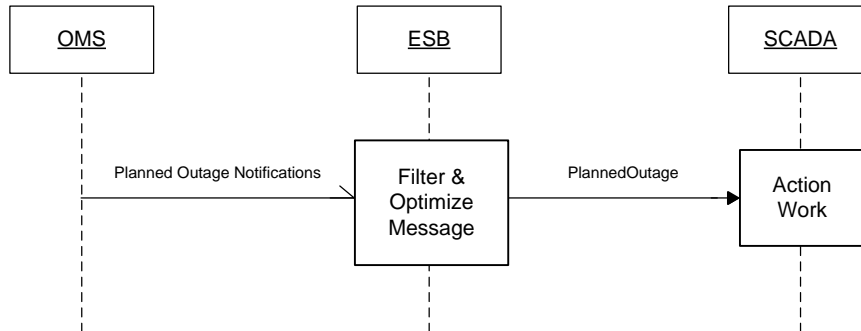 OMS
ESB
SCADA
Planned Outage Notifications
Filter &
Optimize
Message
PlannedOutage
Action
Work